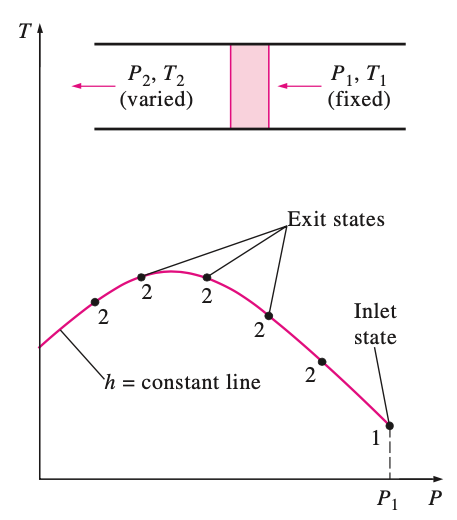 T
P₂, T₂
(varied)
P₁, T₁
(fixed)
Exit states
2
2
2
2
2
Inlet
state
h = constant line
1
P₁
P